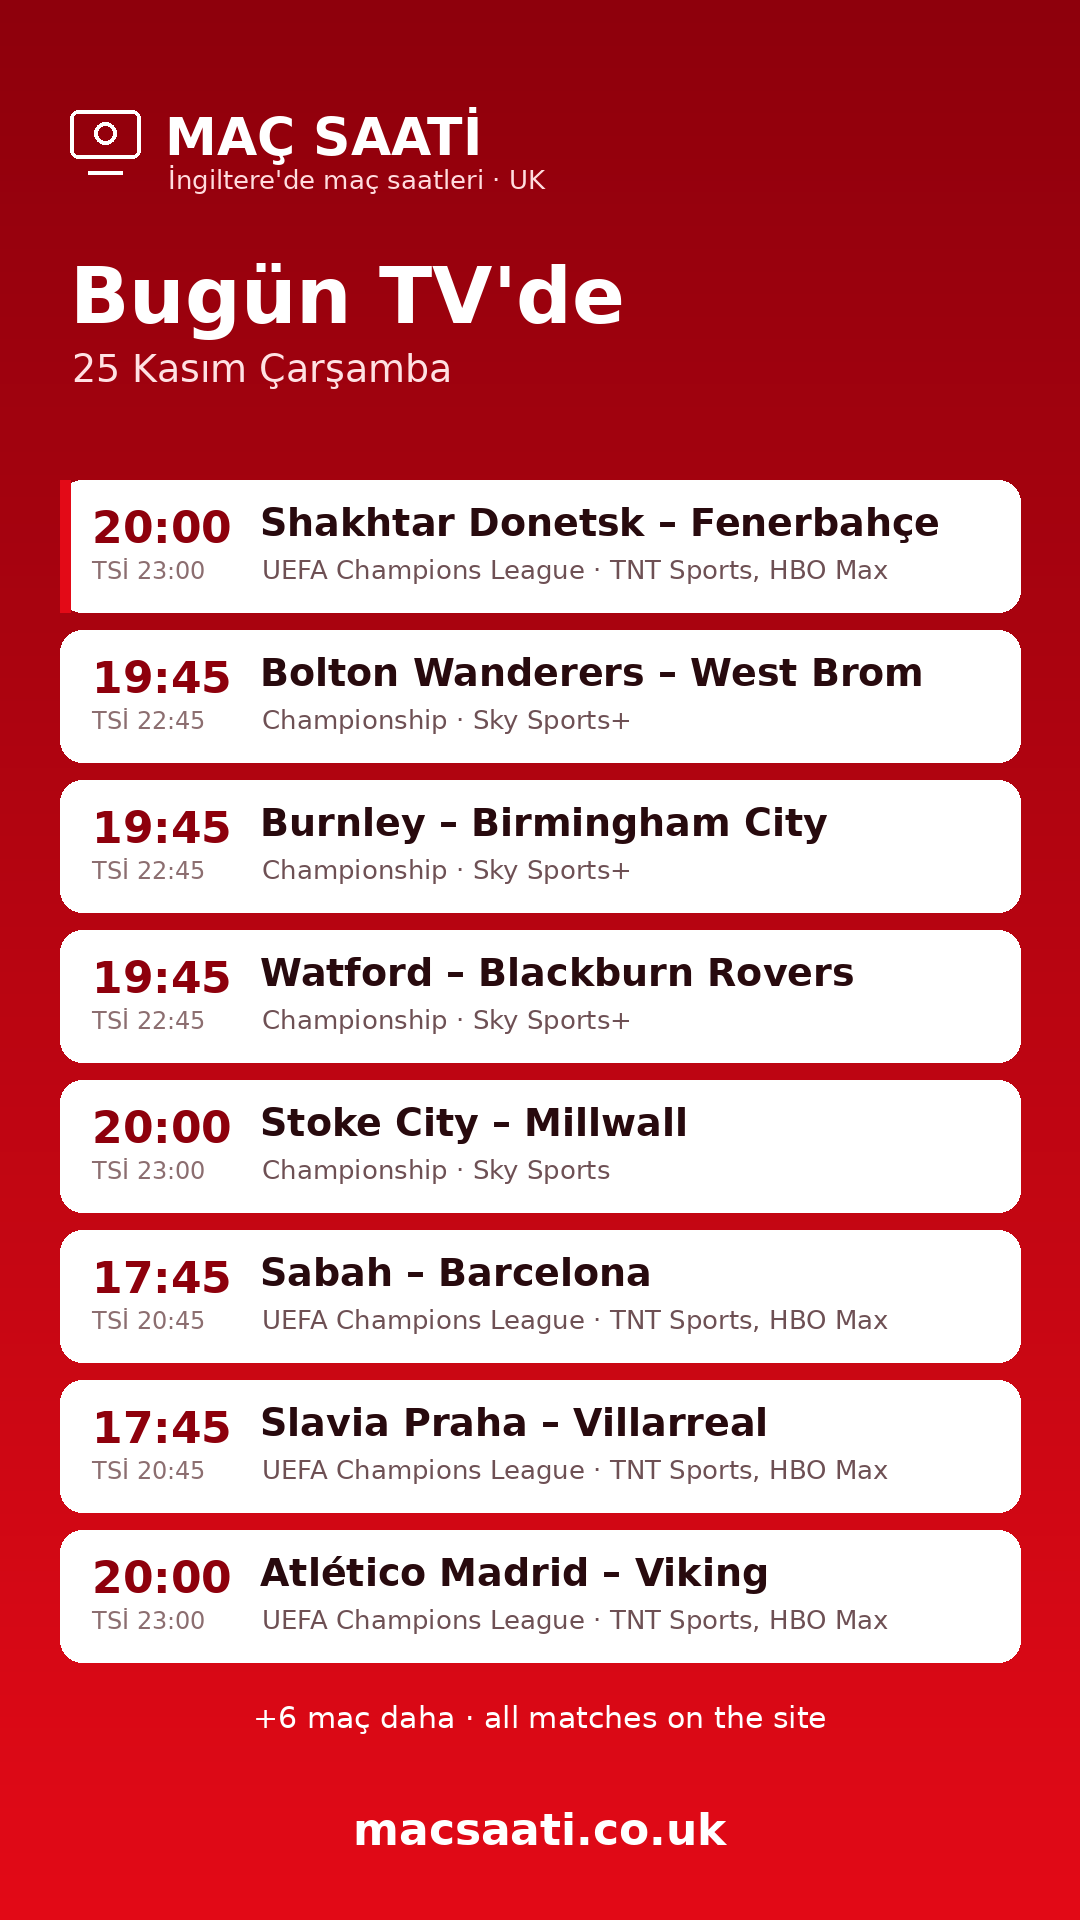 MAÇ SAATİ
İngiltere'de maç saatleri · UK
Bugün TV'de
25 Kasım Çarşamba
20:00 Shakhtar Donetsk – Fenerbahçe
TSİ 23:00 UEFA Champions League · TNT Sports, HBO Max
19:45 Bolton Wanderers – West Brom
TSİ 22:45 Championship · Sky Sports+
19:45 Burnley – Birmingham City
TSİ 22:45 Championship · Sky Sports+
19:45 Watford – Blackburn Rovers
TSİ 22:45 Championship · Sky Sports+
20:00 Stoke City – Millwall
TSİ 23:00 Championship · Sky Sports
17:45 Sabah – Barcelona
TSİ 20:45 UEFA Champions League · TNT Sports, HBO Max
17:45 Slavia Praha – Villarreal
TSİ 20:45 UEFA Champions League · TNT Sports, HBO Max
20:00 Atlético Madrid – Viking
TSİ 23:00 UEFA Champions League · TNT Sports, HBO Max
+6 maç daha · all matches on the site
macsaati.co.uk